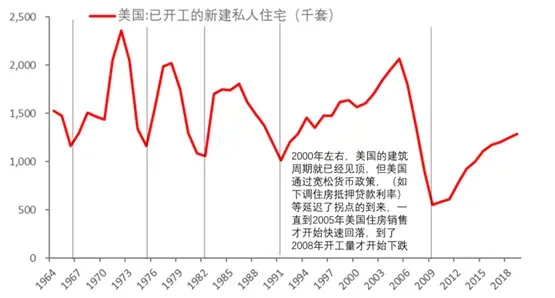 美国:已开工的新建私人住宅（千套）
2,500
2,000
1,500
1,000
500
0
2000年左右，美国的建筑
周期就已经见顶，但美国
通过宽松货币政策，（如
下调住房抵押贷款利率）
等延迟了拐点的到来，一
直到2005年美国住房销售
才开始快速回落，到了
2008年开工量才开始下跌
1964
1967
1970
1973
1976
1979
1982
1985
1988
1991
1994
1997
2000
2003
2006
2009
2012
2015
2018